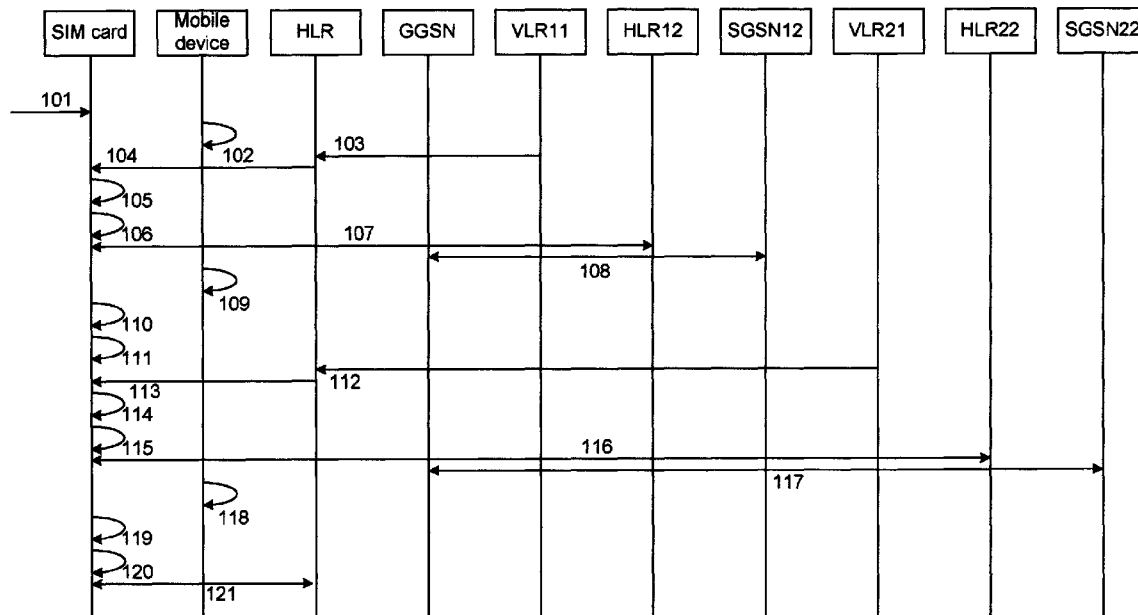 SIM card
Mobile
device
HLR
GGSN
VLR11
HLR12
SGSN12
VLR21
HLR22
SGSN22
101
102
103
104
105
106
107
108
109
110
111
112
113
114
115
116
117
118
119
120
121